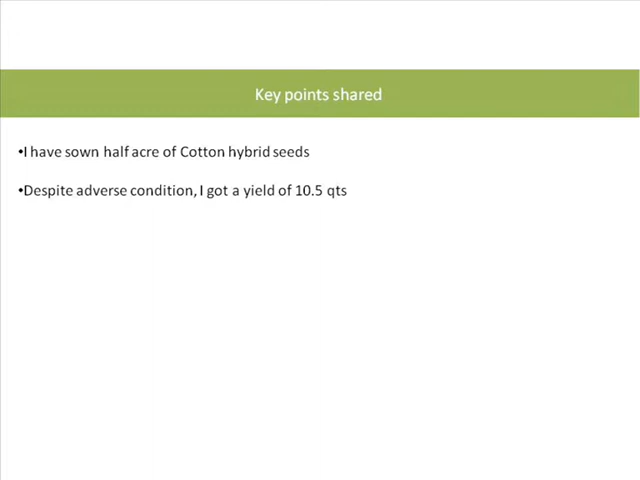 Key points shared
•I have sown half acre of Cotton hybrid seeds
•Despite adverse condition, I got a yield of 10.5 qts